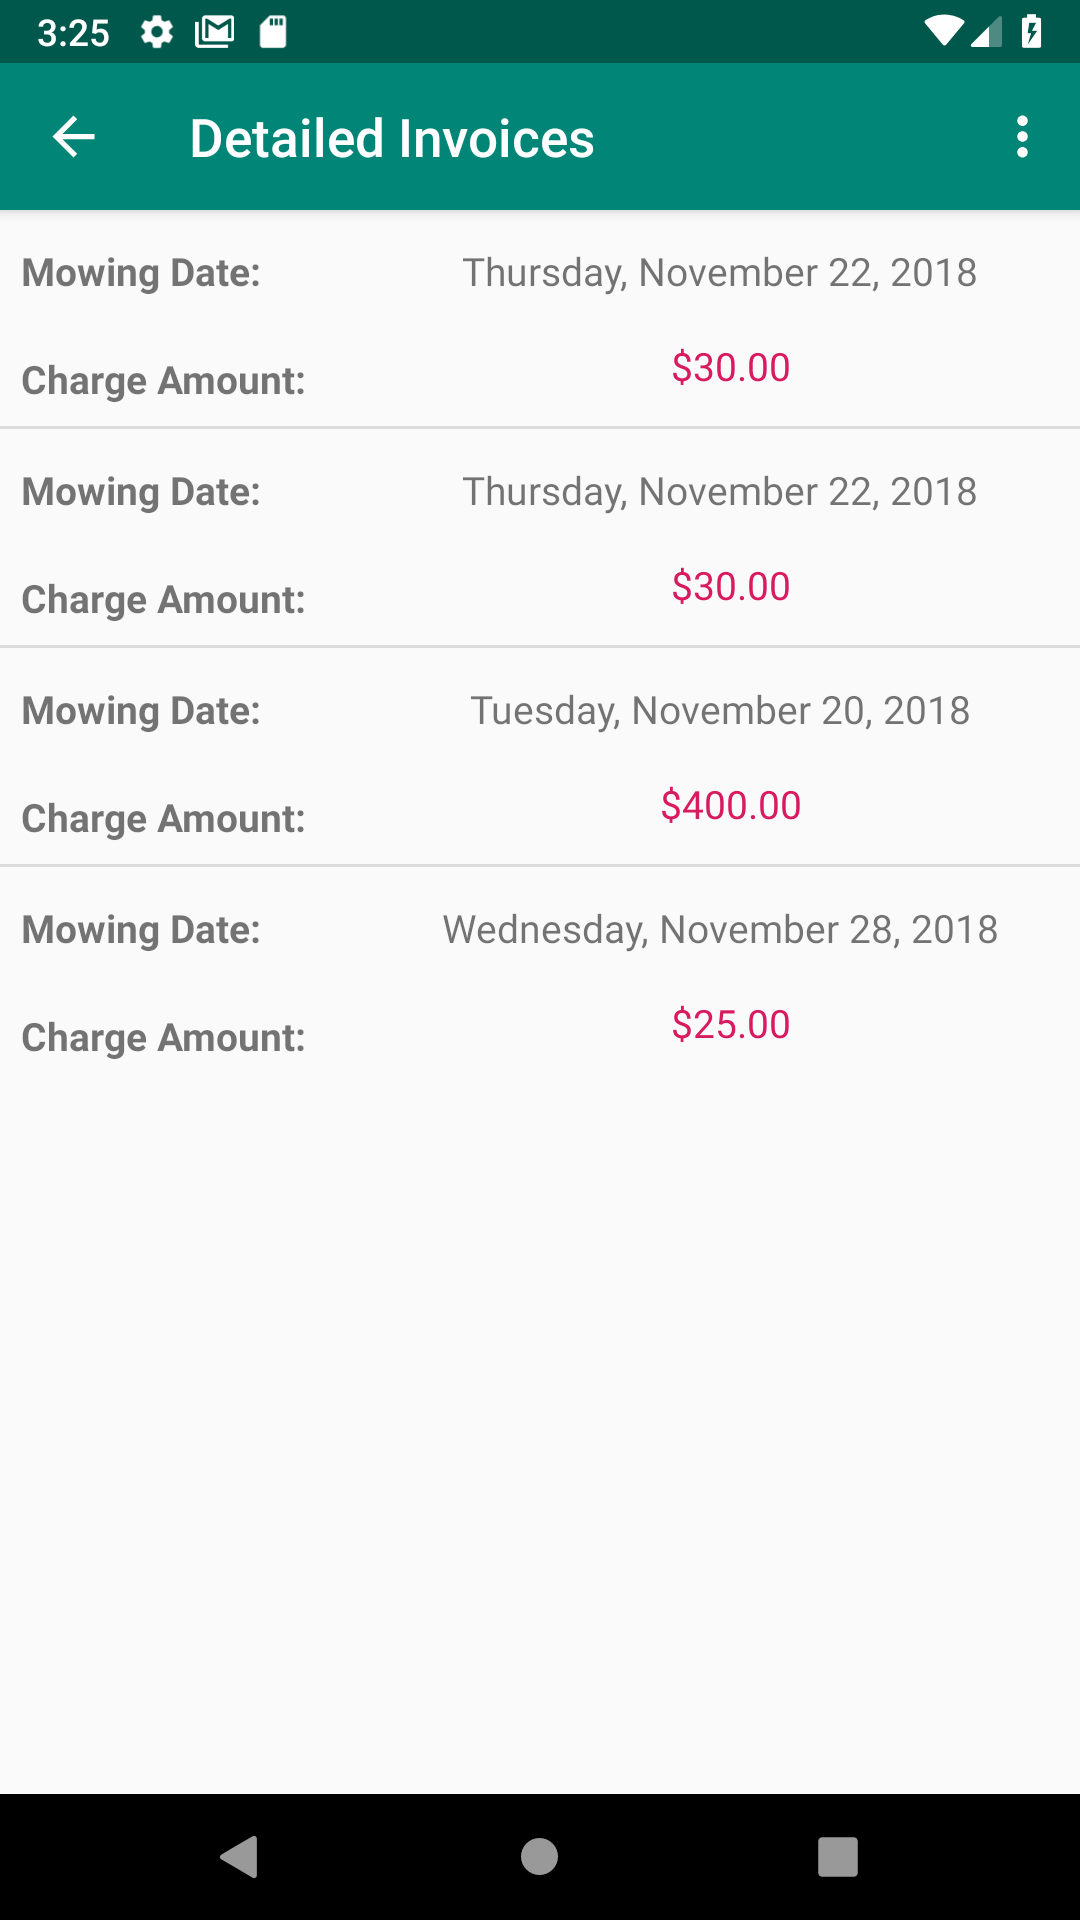 3:25
Detailed Invoices
Mowing Date: Thursday, November 22, 2018
Charge Amount: $30.00
Mowing Date: Thursday, November 22, 2018
Charge Amount: $30.00
Mowing Date: Tuesday, November 20, 2018
Charge Amount: $400.00
Mowing Date: Wednesday, November 28, 2018
Charge Amount: $25.00